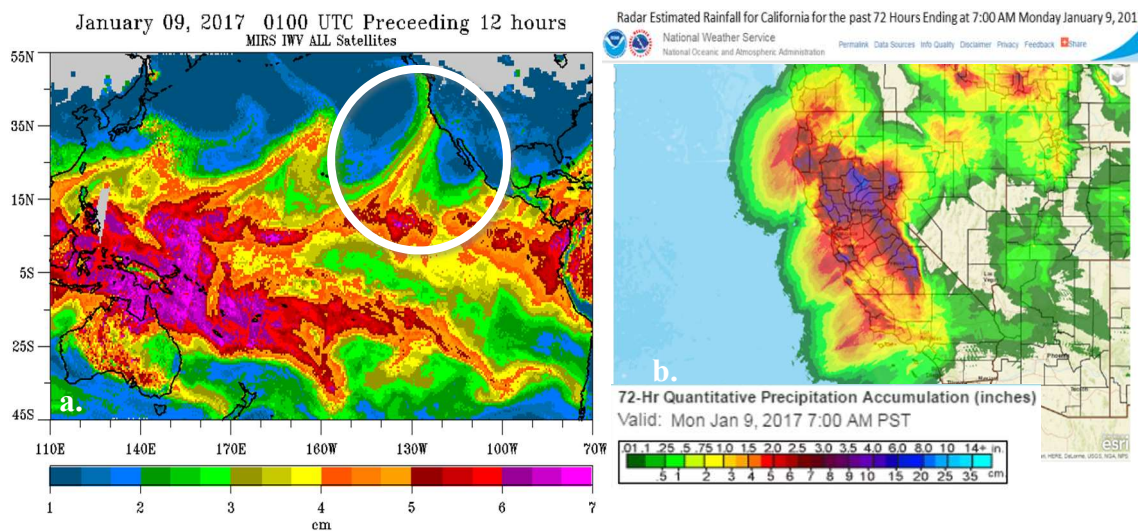 January 09, 2017 0100 UTC Preceeding 12 hours
MIRS IWV ALL Satellites
55N
35N
15N
5S
25S
45S
a.
110E 140E 170E 160W 130W 100W 70W
1 2 3 4 5 6 7
cm
Radar Estimated Rainfall for California for the past 72 Hours Ending at 7:00 AM Monday January 9, 201
National Weather Service
National Oceanic and Atmospheric Administration
Permalink Data Sources Info Quality Disclaimer Privacy Feedback Share
Las Vegas
Phoenix
b.
esri
72-Hr Quantitative Precipitation Accumulation (inches)
Valid: Mon Jan 9, 2017 7:00 AM PST
.01 .1 .25 .5 .75 1.0 1.5 2.0 2.5 3.0 3.5 4.0 6.0 8.0 10 14+ in.
.5 1 2 3 4 5 6 7 8 9 10 15 20 25 35 cm.